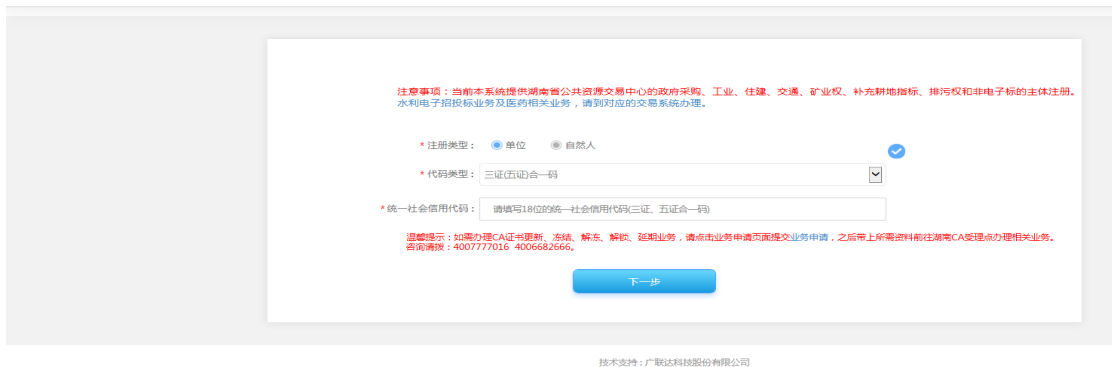 注意事项：当前本系统提供湖南省公共资源交易中心的政府采购、工业、住建、交通、矿业权、补充耕地指标、排污权和非电子标的主体注册。
水利电子招投标业务及医药相关业务，请到对应的交易系统办理。
* 注册类型： 单位 自然人
* 代码类型： 三证(五证)合一码
* 统一社会信用代码： 请填写18位的统一社会信用代码(三证、五证合一码)
温馨提示：如需办理CA证书更新、冻结、解冻、解锁、延期业务，请点击业务申请页面提交业务申请，之后带上所需资料前往湖南CA受理点办理相关业务。
咨询请拨：4007777016 4006682666。
下一步
技术支持：广联达科技股份有限公司